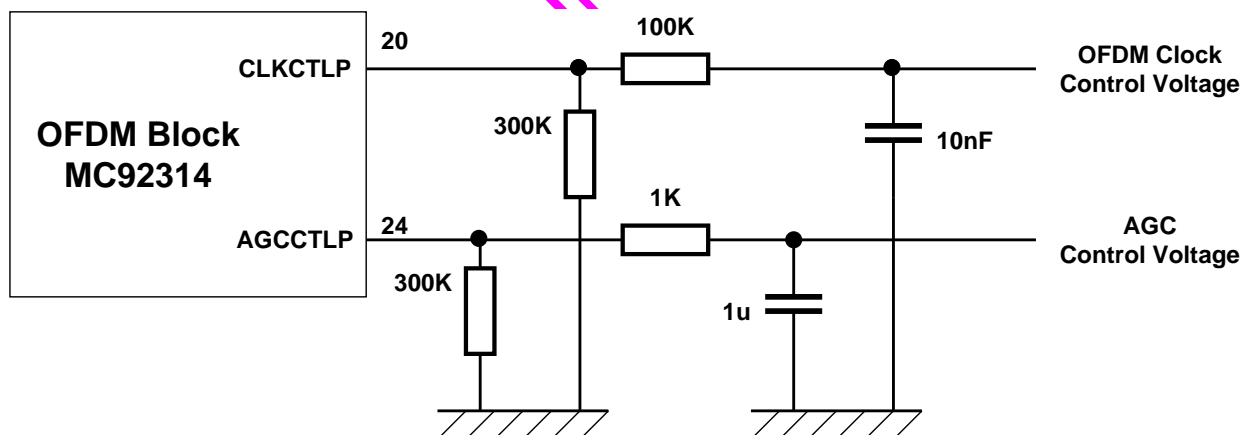 20
100K
CLKCTLP
OFDM Clock
Control Voltage
300K
OFDM Block
MC92314
10nF
1K
24
AGCCTLP
AGC
Control Voltage
300K
1u